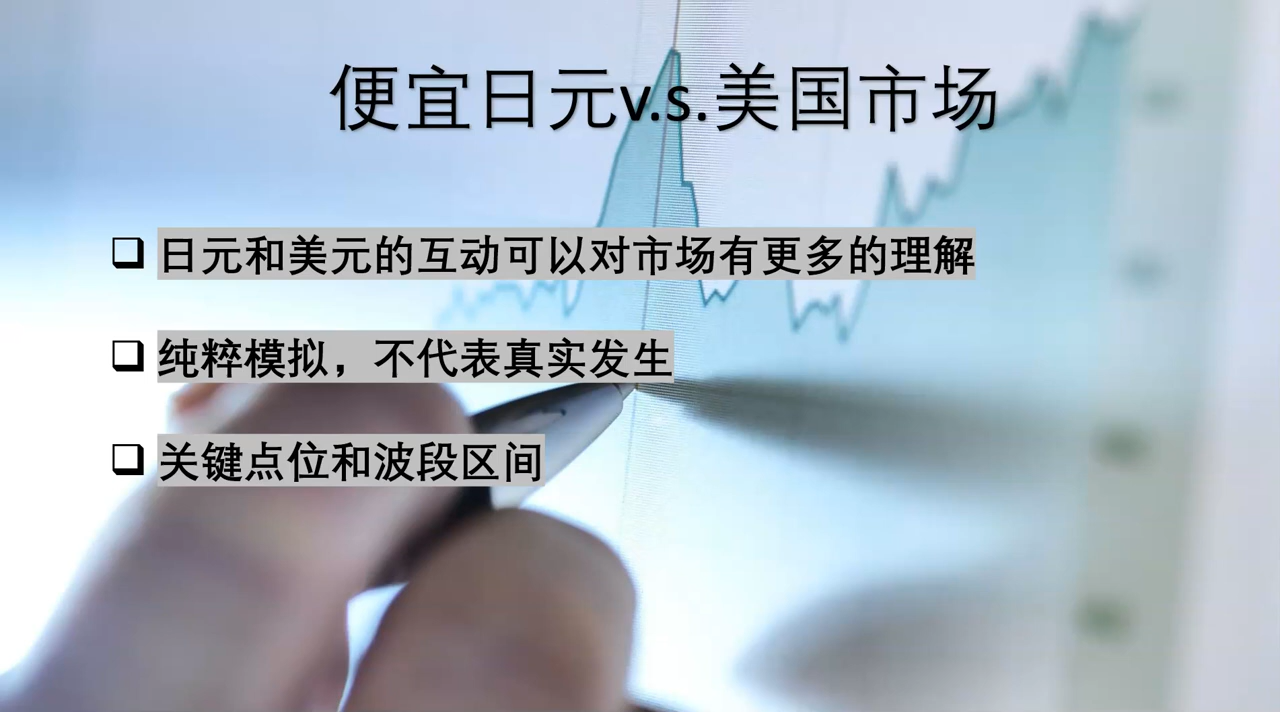 便宜日元v.s.美国市场
日元和美元的互动可以对市场有更多的理解
纯粹模拟，不代表真实发生
关键点位和波段区间